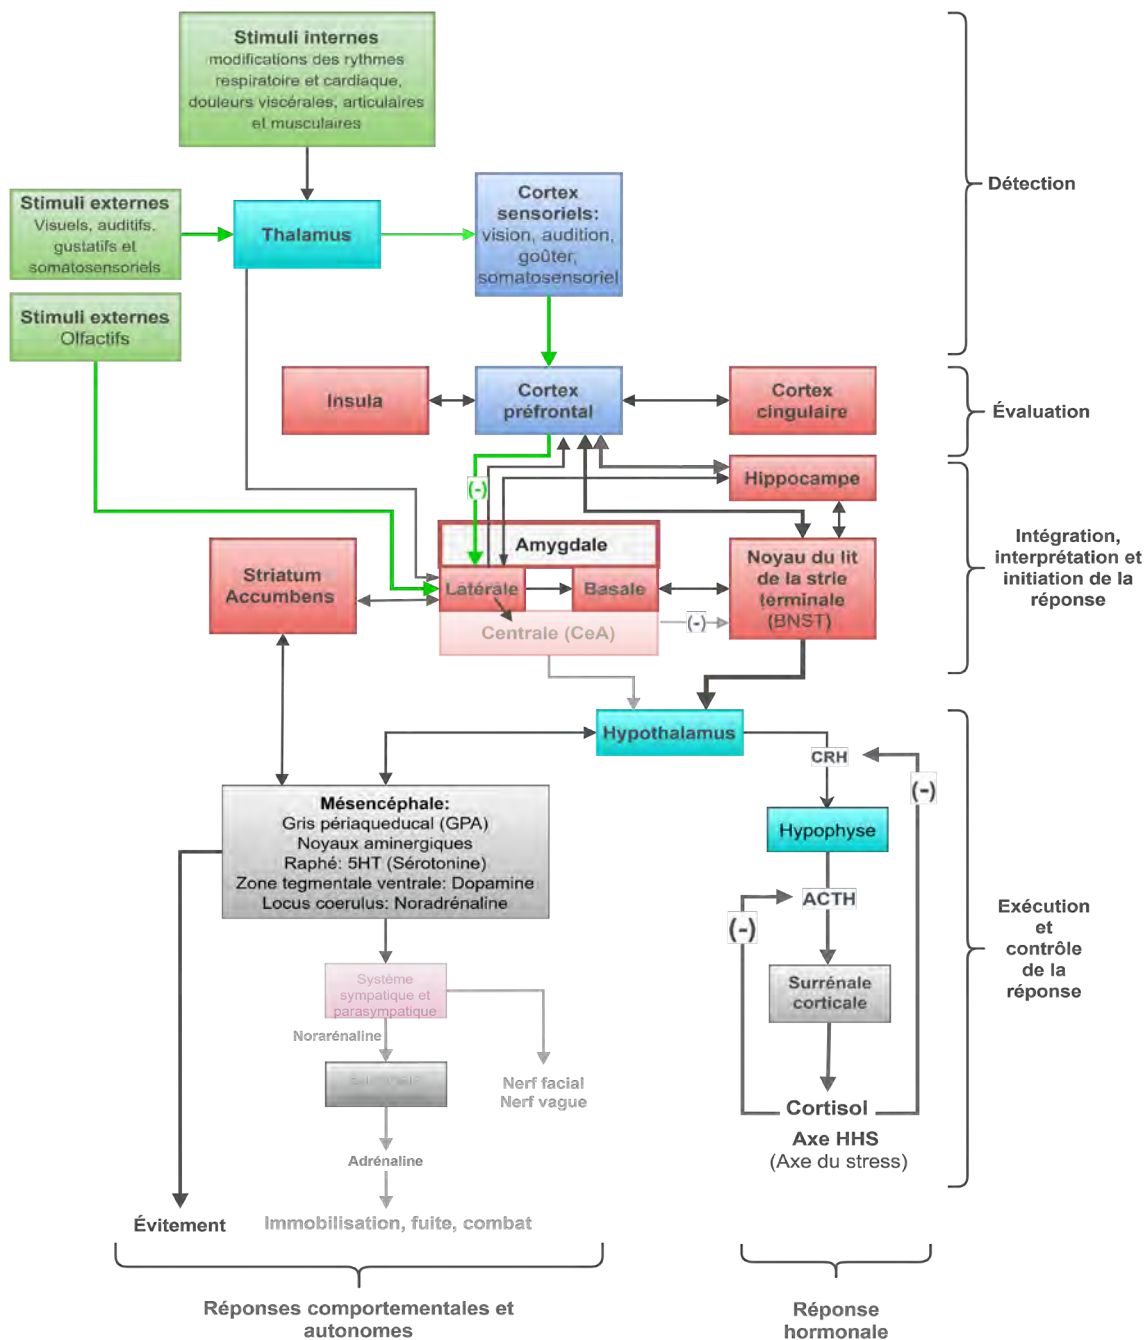 Stimuli internes
modifications des rythmes
respiratoire et cardiaque,
douleurs viscérales, articulaires
et musculaires
Détection
Stimuli externes
Visuels, auditifs,
gustatifs et
somatosensoriels
Thalamus
Cortex
sensoriels:
vision, audition,
goûter,
somatosensoriel
Stimuli externes
Olfactifs
Insula
Cortex
préfrontal
Cortex
cingulaire
Évaluation
(-)
Hippocampe
Amygdale
Latérale
Basale
Centrale (CeA)
(-)
Striatum
Accumbens
Noyau du lit
de la strie
terminale
(BNST)
Intégration,
interprétation et
initiation de la
réponse
Hypothalamus
CRH
(-)
Mésencéphale:
Gris périaqueducal (GPA)
Noyaux aminergiques
Raphé: 5HT (Sérotonine)
Zone tegmentale ventrale: Dopamine
Locus coerulus: Noradrénaline
Hypophyse
ACTH
(-)
Exécution
et
contrôle
de la
réponse
Système
sympatique et
parasympatique
Surrénale
corticale
Norarénaline
Nerf facial
Nerf vague
Cortisol
Axe HHS
(Axe du stress)
Adrénaline
Évitement
Immobilisation, fuite, combat
Réponses comportementales et
autonomes
Réponse
hormonale